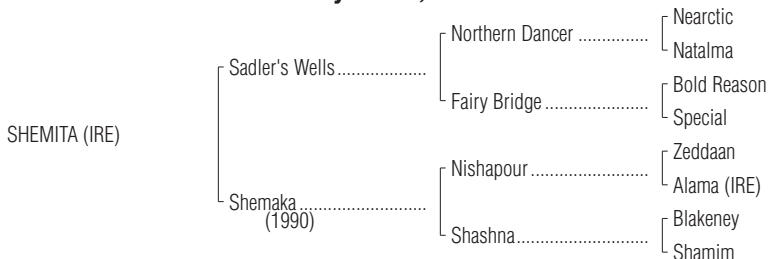 Nearctic
Northern Dancer ................
Natalma
Sadler's Wells....................
Bold Reason
Fairy Bridge.......................
Special
SHEMITA (IRE)
Zeddaan
Nishapour..........................
Alama (IRE)
Shemaka...........................
(1990)
Blakeney
Shashna.............................
Shamim